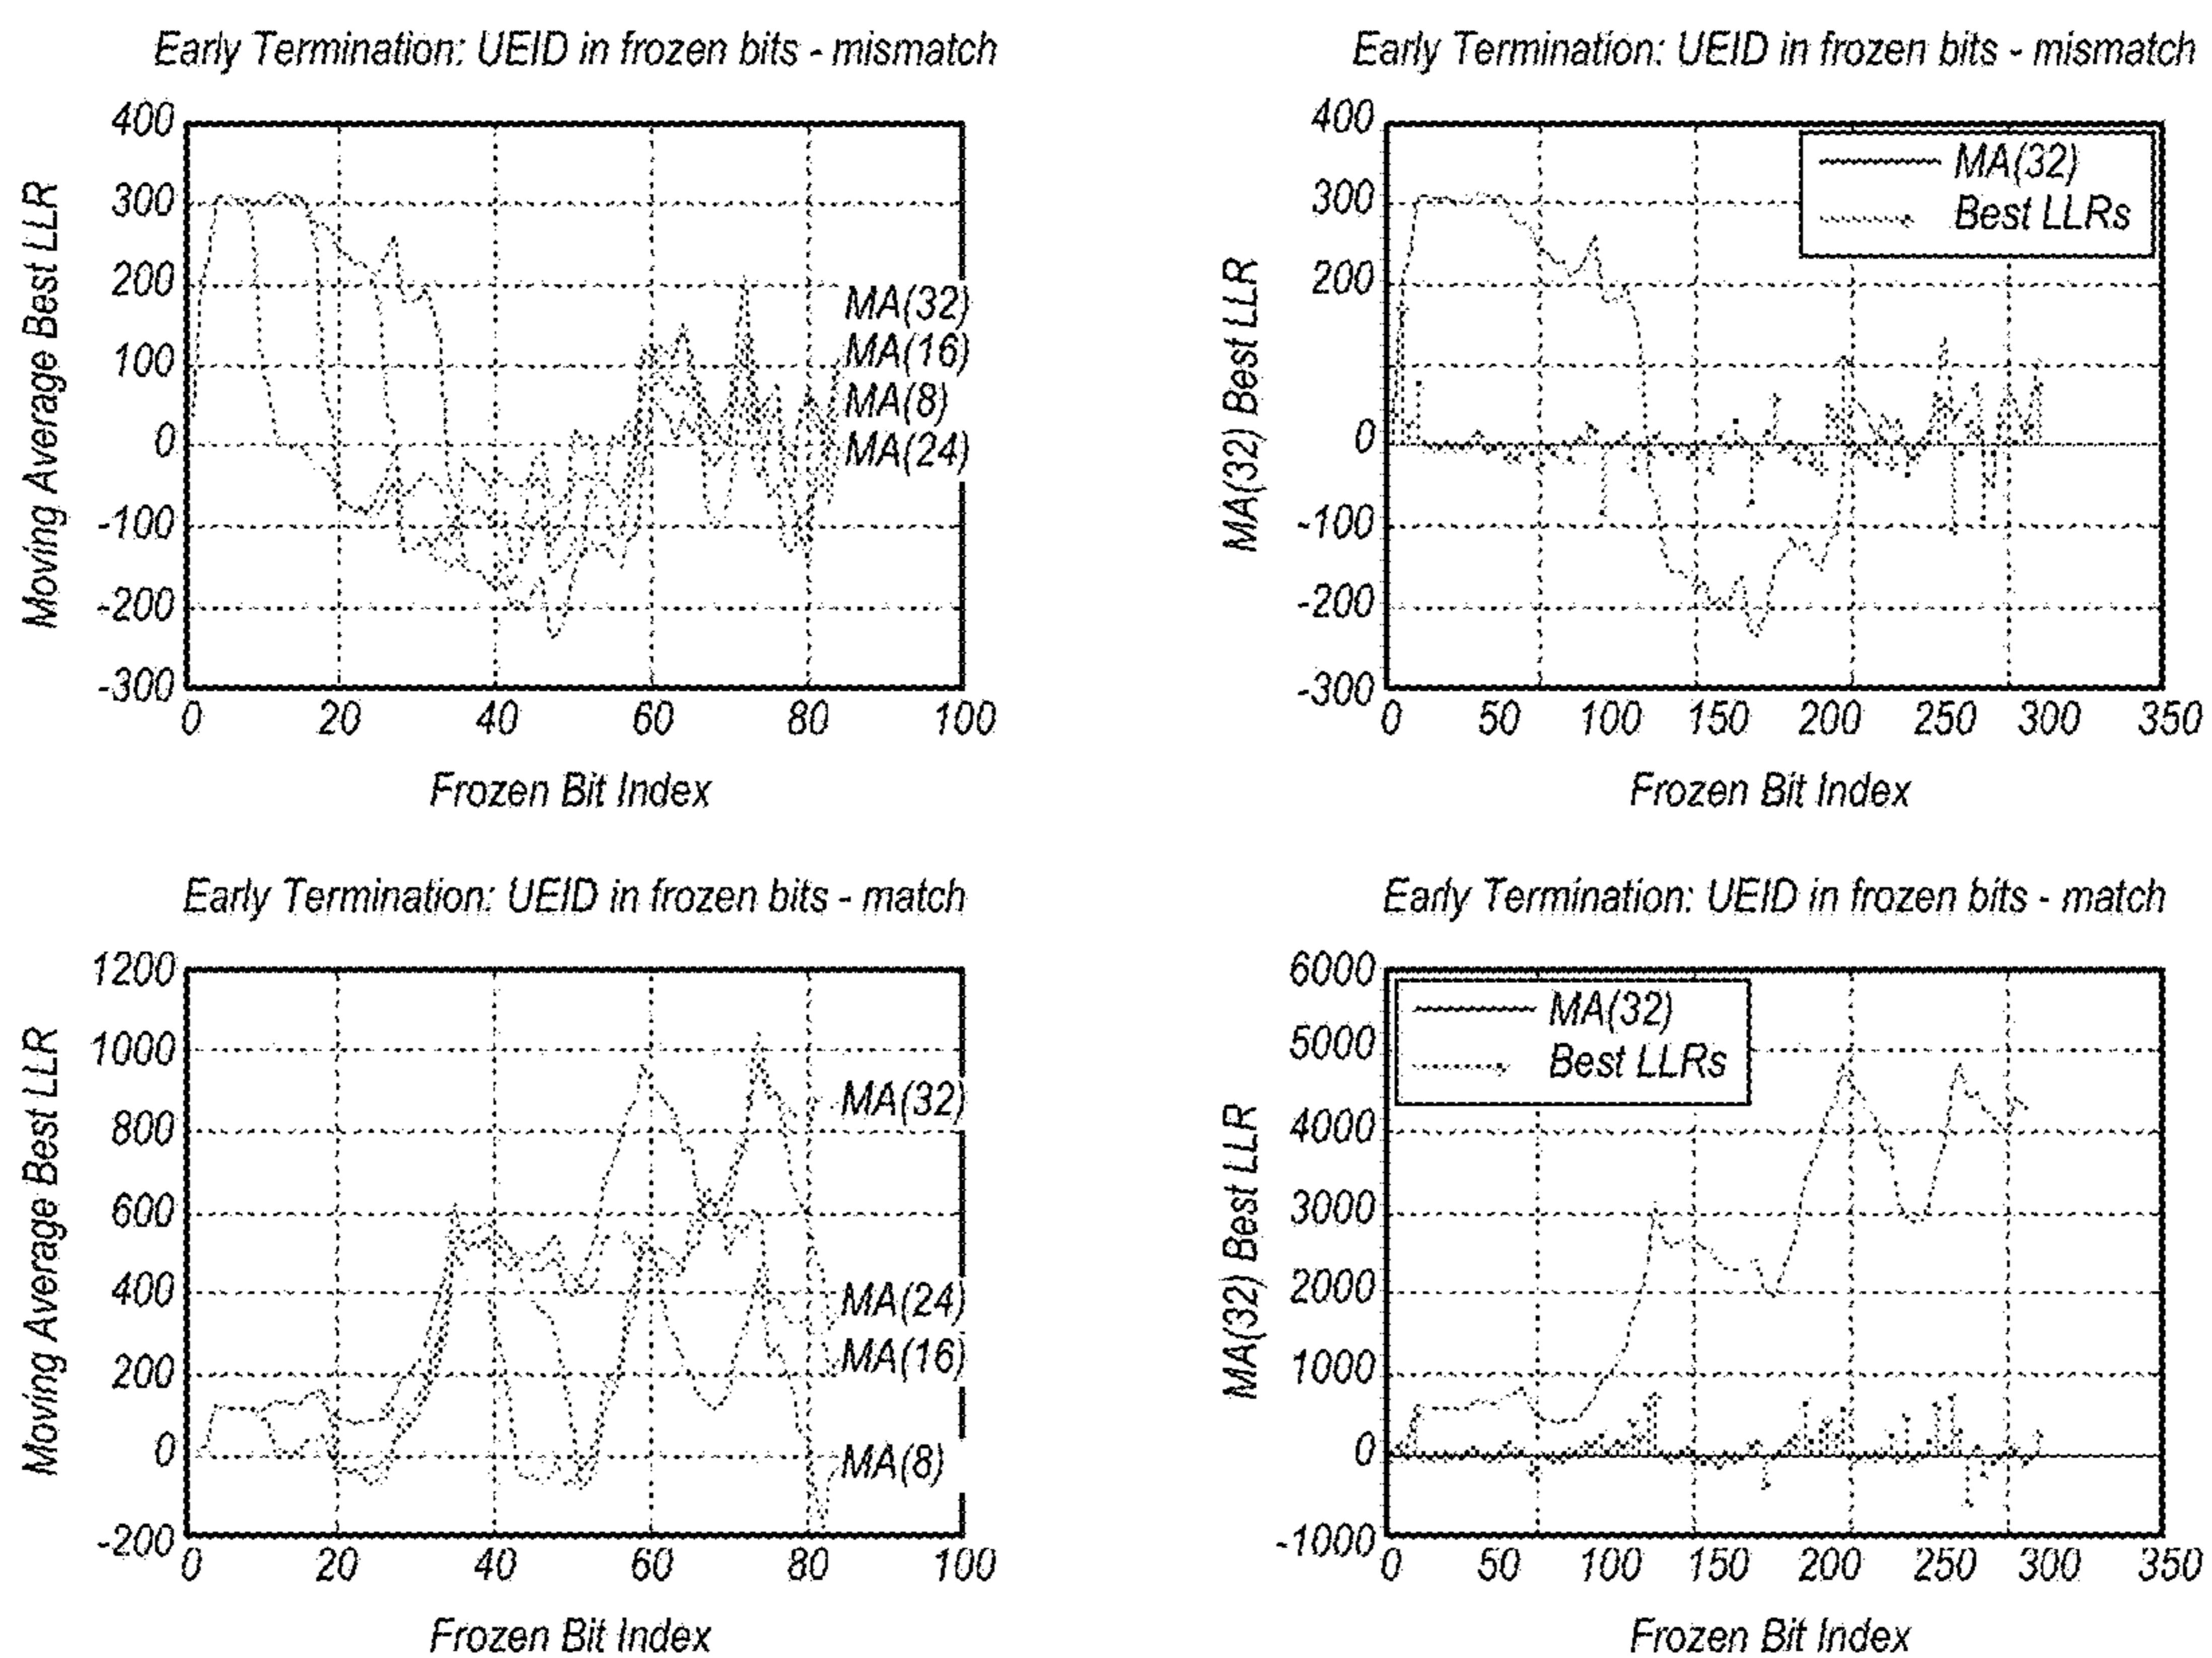 Early Termination: UEID in frozen bits - mismatch
Moving Average Best LLR
400
300
200
100
0
-100
-200
-300
MA(32)
MA(16)
MA(8)
MA(24)
0 20 40 60 80 100
Frozen Bit Index
Early Termination: UEID in frozen bits - mismatch
MA(32) Best LLR
400
300
200
0
-100
-200
-300
MA(32)
Best LLRs
0 50 100 150 200 250 300 350
Frozen Bit Index
Early Termination: UEID in frozen bits - match
Moving Average Best LLR
1200
1000
800
600
400
200
0
-200
MA(32)
MA(24)
MA(16)
MA(8)
0 20 40 60 80 100
Frozen Bit Index
Early Termination: UEID in frozen bits - match
MA(32) Best LLR
6000
5000
4000
3000
2000
1000
0
-1000
MA(32)
Best LLRs
0 50 100 150 200 250 300 350
Frozen Bit Index